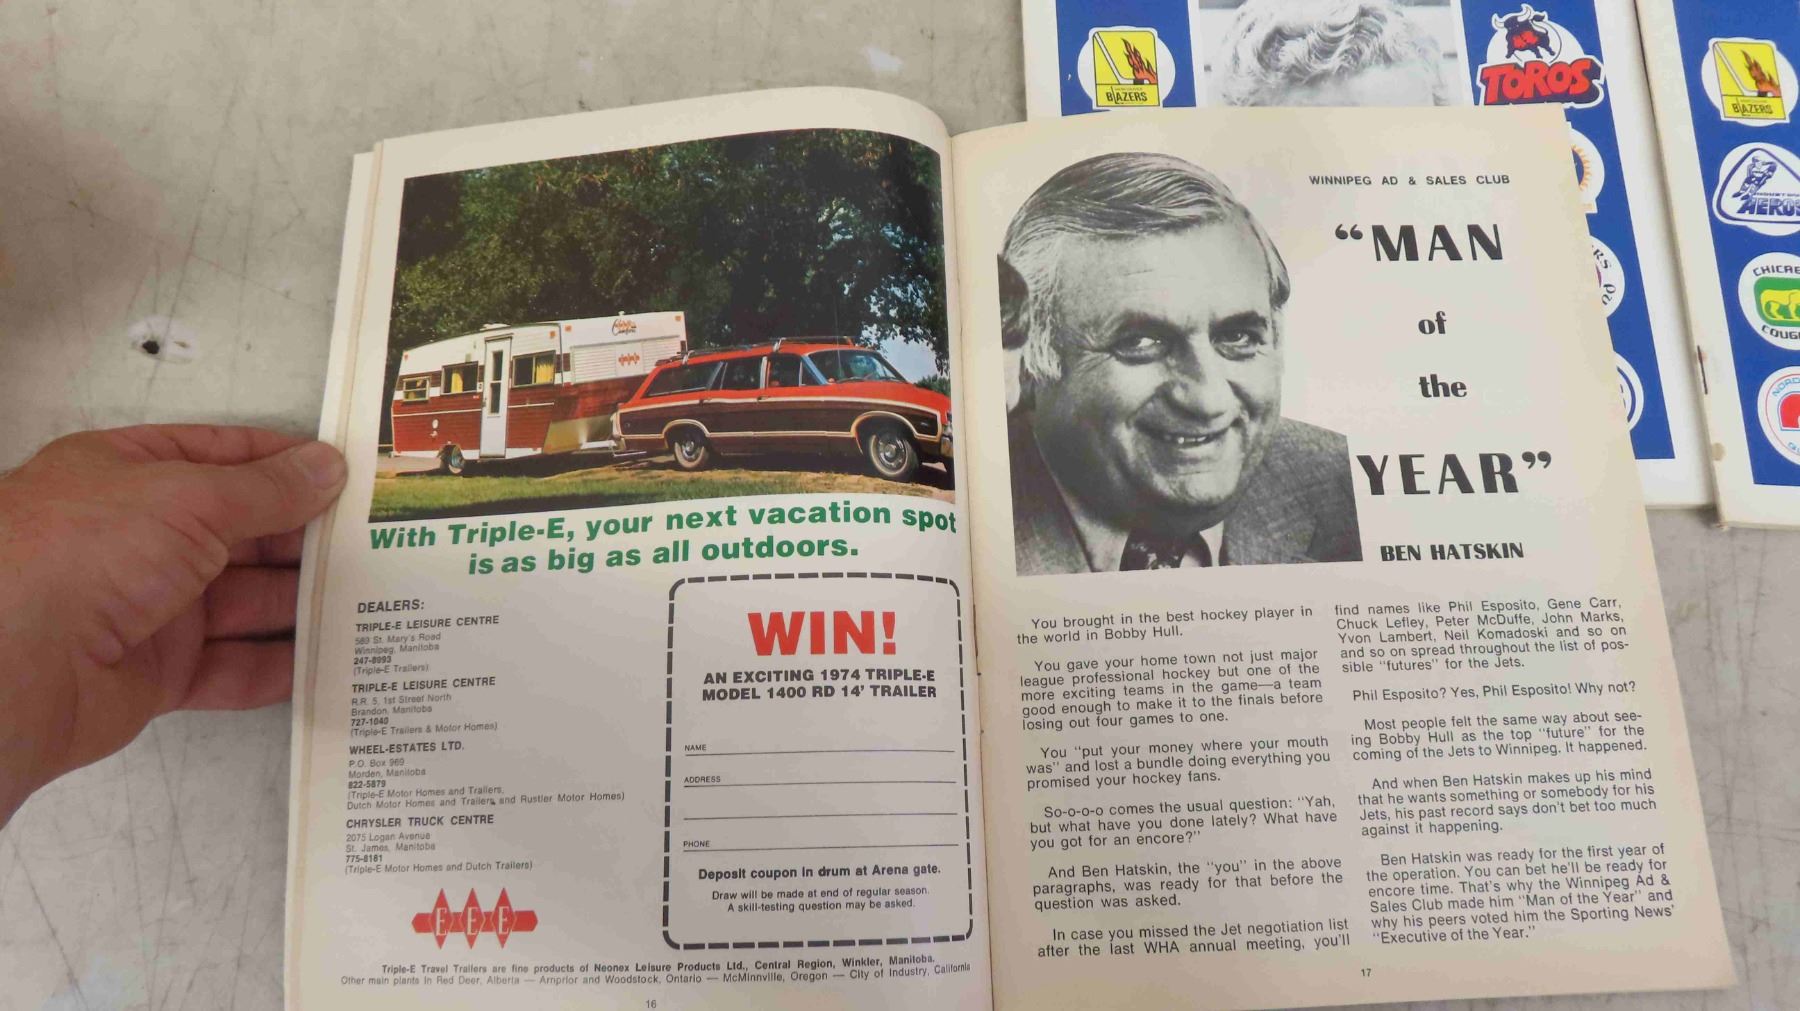 With Triple-E, your next vacation spot
is as big as all outdoors.
DEALERS:
TRIPLE-E LEISURE CENTRE
589 St. Mary's Road
Winnipeg, Manitoba
247-8993
(Triple-E Trailers)
TRIPLE-E LEISURE CENTRE
R.R. 5, 1st Street North
Brandon, Manitoba
727-1040
(Triple-E Trailers & Motor Homes)
WHEEL-ESTATES LTD.
P.O. Box 969
Morden, Manitoba
822-5879
(Triple-E Motor Homes and Trailers,
Dutch Motor Homes and Trailers and Rustler Motor Homes)
CHRYSLER TRUCK CENTRE
2075 Logan Avenue
St. James, Manitoba
775-8161
(Triple-E Motor Homes and Dutch Trailers)
E E E
WIN!
AN EXCITING 1974 TRIPLE-E
MODEL 1400 RD 14' TRAILER
NAME
ADDRESS
PHONE
Deposit coupon in drum at Arena gate.
Draw will be made at end of regular season.
A skill-testing question may be asked.
Triple-E Travel Trailers are fine products of Neonex Leisure Products Ltd., Central Region, Winkler, Manitoba.
Other main plants in Red Deer, Alberta — Arnprior and Woodstock, Ontario — McMinnville, Oregon — City of Industry, California
16
WINNIPEG AD & SALES CLUB
"MAN
of
the
YEAR"
BEN HATSKIN
You brought in the best hockey player in
the world in Bobby Hull.
You gave your home town not just major
league professional hockey but one of the
more exciting teams in the game—a team
good enough to make it to the finals before
losing out four games to one.
You "put your money where your mouth
was" and lost a bundle doing everything you
promised your hockey fans.
So-o-o-o comes the usual question: "Yah,
but what have you done lately? What have
you got for an encore?"
And Ben Hatskin, the "you" in the above
paragraphs, was ready for that before the
question was asked.
In case you missed the Jet negotiation list
after the last WHA annual meeting, you'll
find names like Phil Esposito, Gene Carr,
Chuck Lefley, Peter McDuffe, John Marks,
Yvon Lambert, Neil Komadoski and so on
and so on spread throughout the list of pos-
sible "futures" for the Jets.
Phil Esposito? Yes, Phil Esposito! Why not?
Most people felt the same way about see-
ing Bobby Hull as the top "future" for the
coming of the Jets to Winnipeg. It happened.
And when Ben Hatskin makes up his mind
that he wants something or somebody for his
Jets, his past record says don't bet too much
against it happening.
Ben Hatskin was ready for the first year of
the operation. You can bet he'll be ready for
encore time. That's why the Winnipeg Ad &
Sales Club made him "Man of the Year" and
why his peers voted him the Sporting News'
"Executive of the Year."
17
BLAZERS
TOROS
BLAZERS
AEROS
CHICA
COUG
NORD